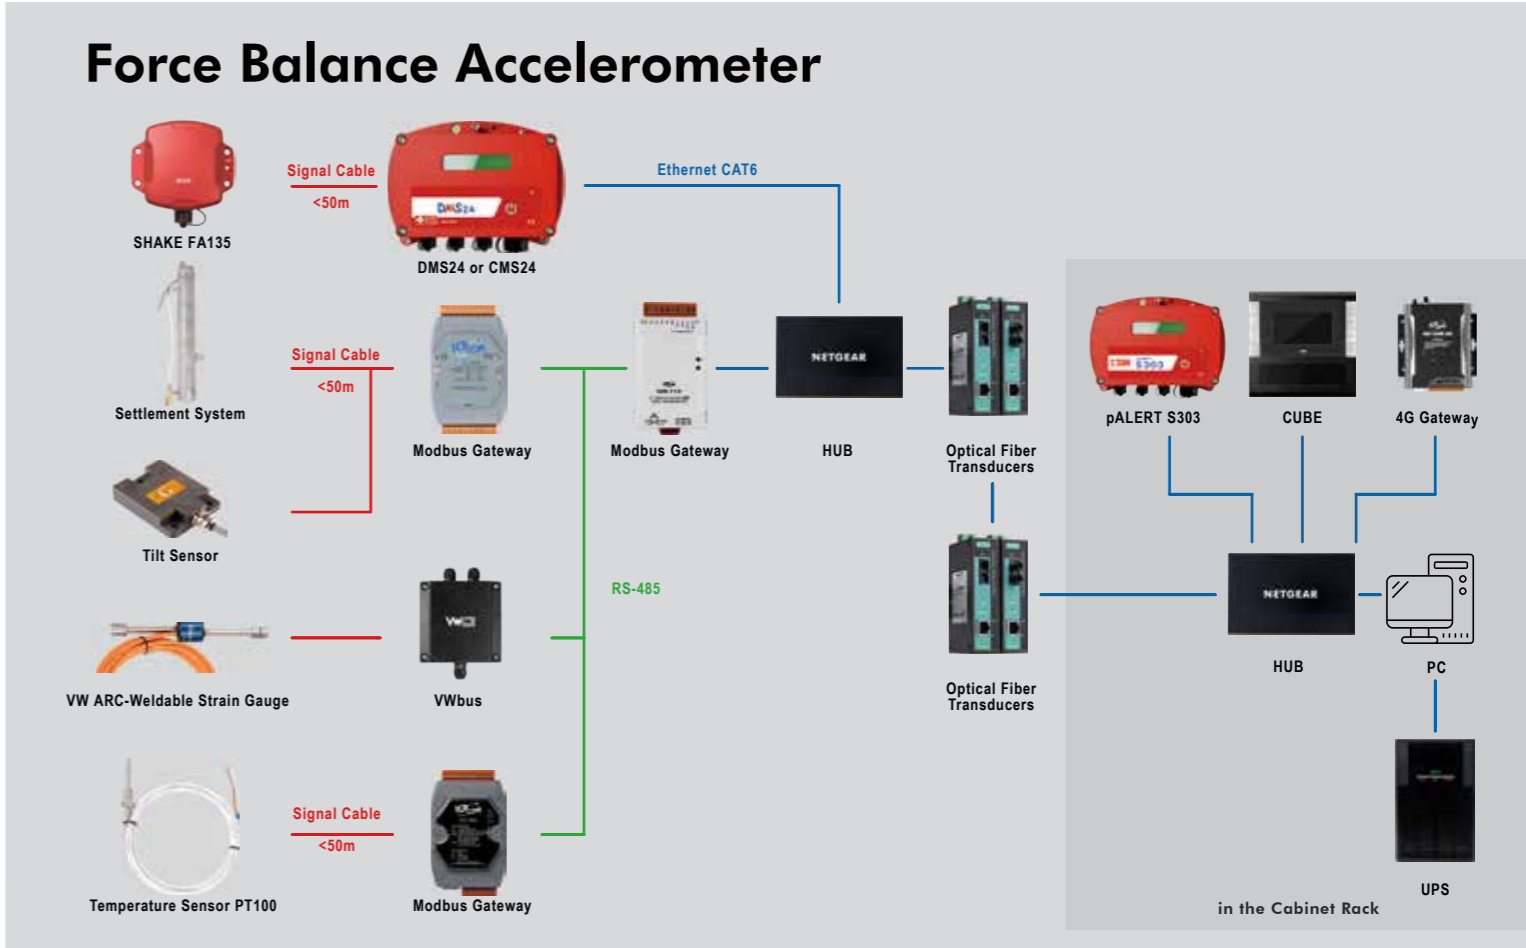 Force Balance Accelerometer
SHAKE FA135
Signal Cable
<50m
DMS24
DMS24 or CMS24
Ethernet CAT6
Settlement System
Signal Cable
<50m
Modbus Gateway
Modbus Gateway
NETGEAR
HUB
Optical Fiber
Transducers
Tilt Sensor
VW ARC-Weldable Strain Gauge
VWbus
RS-485
Optical Fiber
Transducers
Temperature Sensor PT100
Signal Cable
<50m
Modbus Gateway
S303
pALERT S303
CUBE
4G Gateway
NETGEAR
HUB
PC
UPS
in the Cabinet Rack